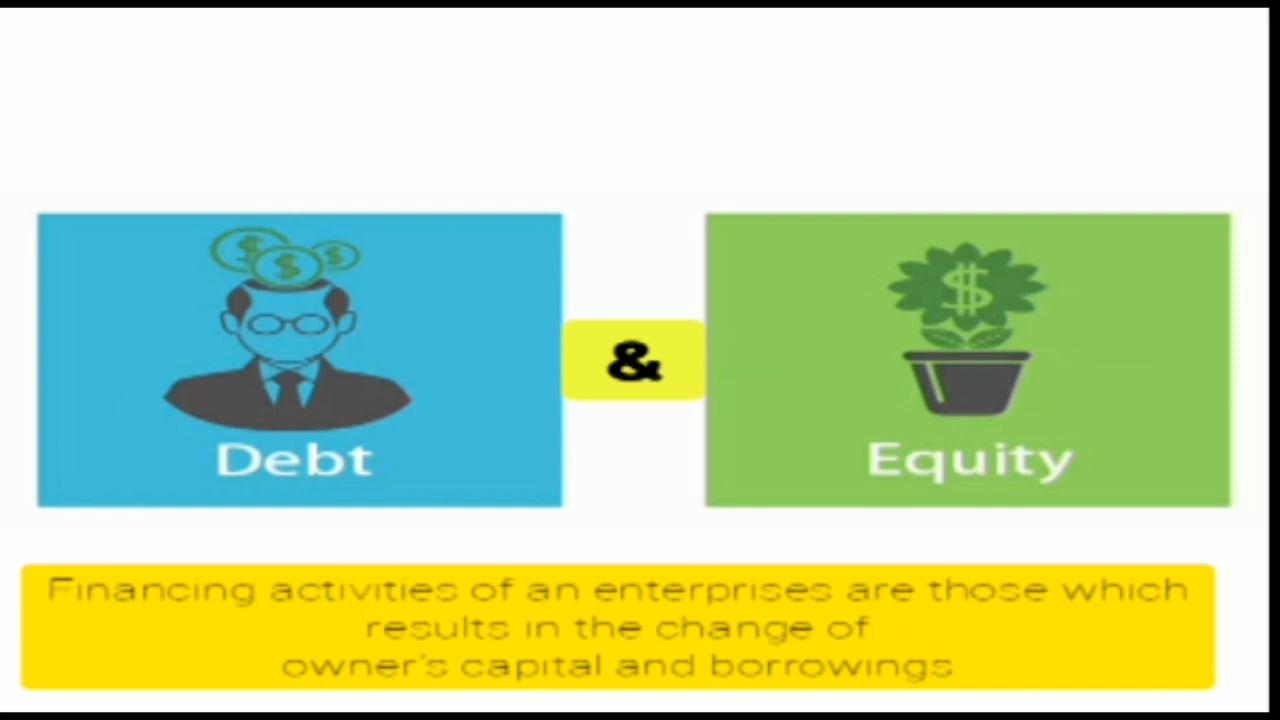 Debt
&
Equity
Financing activities of an enterprises are those which
results in the change of
owner's capital and borrowings